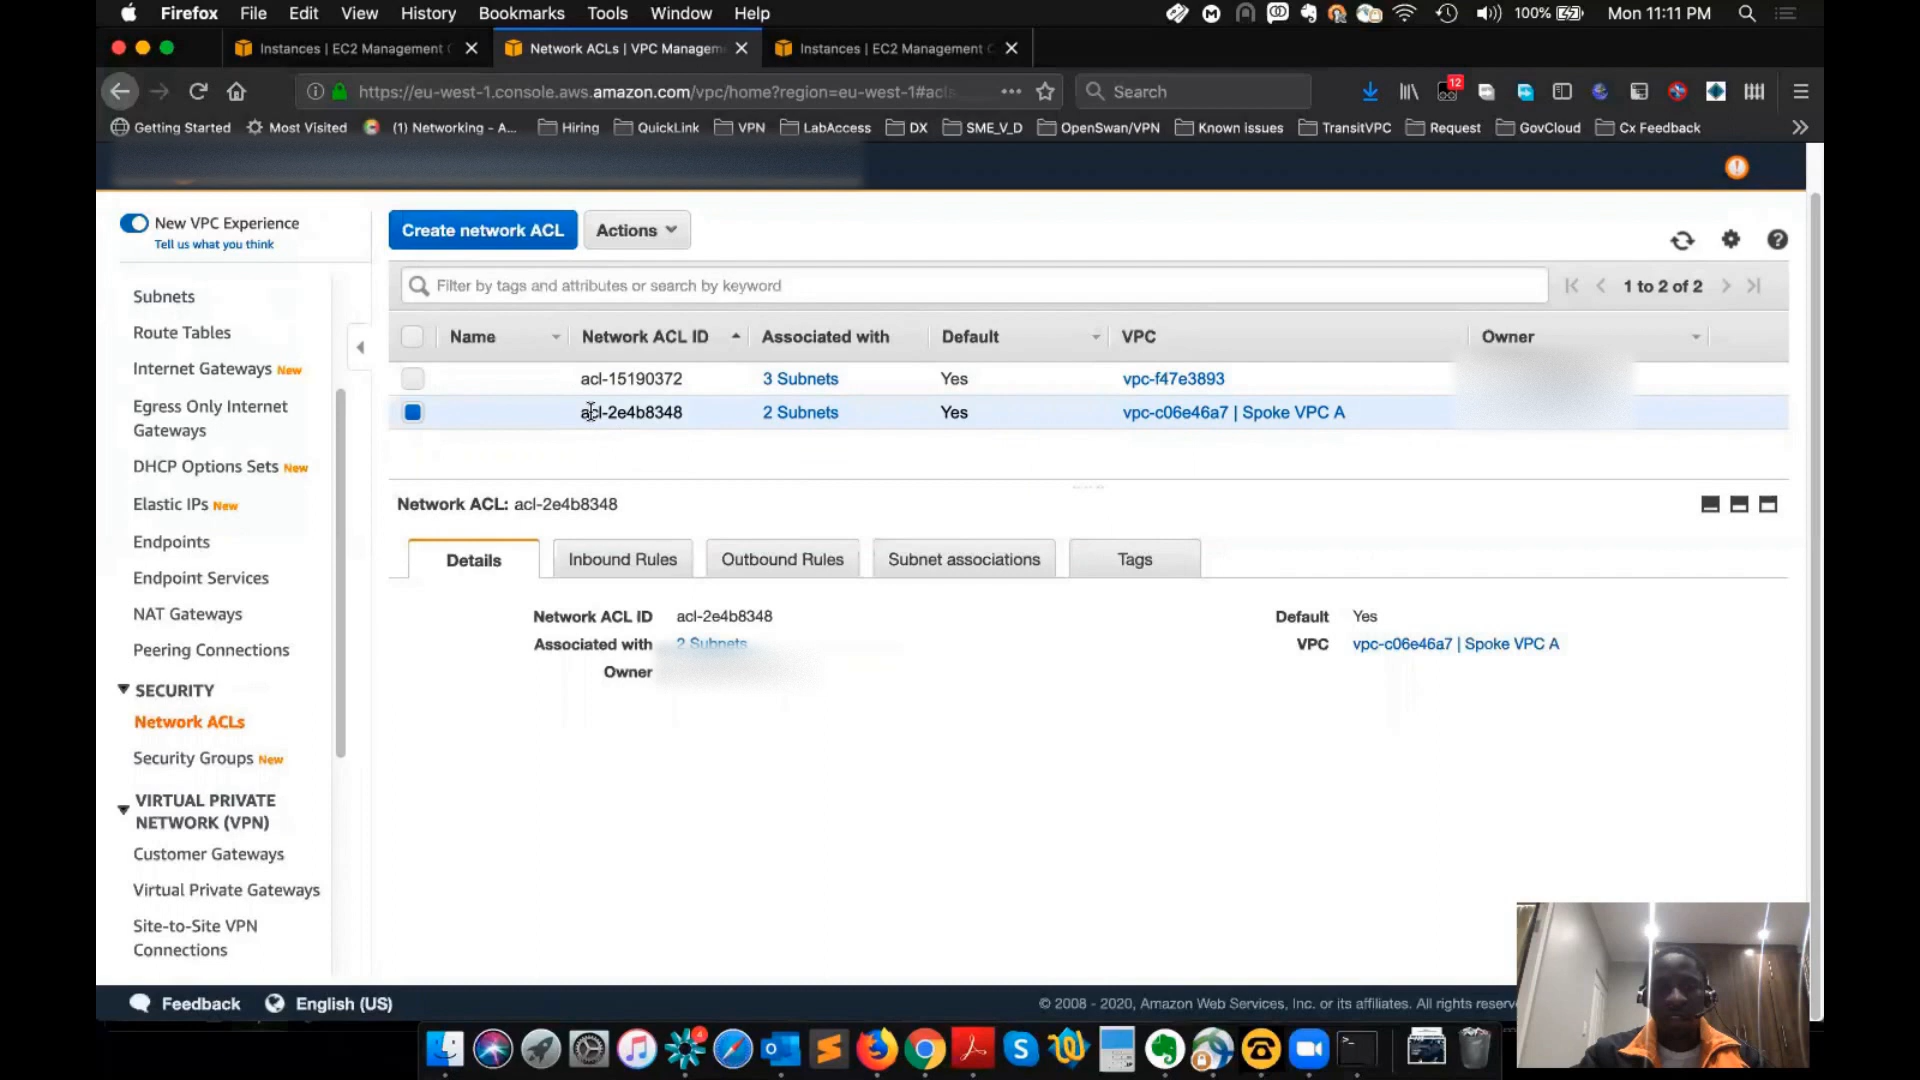 Firefox File Edit View History Bookmarks Tools Window Help 100% Mon 11:11 PM
Instances | EC2 Management C Network ACLs | VPC Managem Instances | EC2 Management C
https://eu-west-1.console.aws.amazon.com/vpc/home?region=eu-west-1#acls Search 12
Getting Started Most Visited (1) Networking - A... Hiring QuickLink VPN LabAccess DX SME_V_D OpenSwan/VPN Known issues TransitVPC Request GovCloud Cx Feedback
New VPC Experience
Tell us what you think
Subnets
Route Tables
Internet Gateways New
Egress Only Internet
Gateways
DHCP Options Sets New
Elastic IPs New
Endpoints
Endpoint Services
NAT Gateways
Peering Connections
SECURITY
Network ACLs
Security Groups New
VIRTUAL PRIVATE
NETWORK (VPN)
Customer Gateways
Virtual Private Gateways
Site-to-Site VPN
Connections
Create network ACL Actions
Filter by tags and attributes or search by keyword 1 to 2 of 2
Name Network ACL ID Associated with Default VPC Owner
acl-15190372 3 Subnets Yes vpc-f47e3893
acl-2e4b8348 2 Subnets Yes vpc-c06e46a7 | Spoke VPC A
Network ACL: acl-2e4b8348
Details Inbound Rules Outbound Rules Subnet associations Tags
Network ACL ID acl-2e4b8348 Default Yes
Associated with 2 Subnets VPC vpc-c06e46a7 | Spoke VPC A
Owner
Feedback English (US) © 2008 - 2020, Amazon Web Services, Inc. or its affiliates. All rights reserv
4